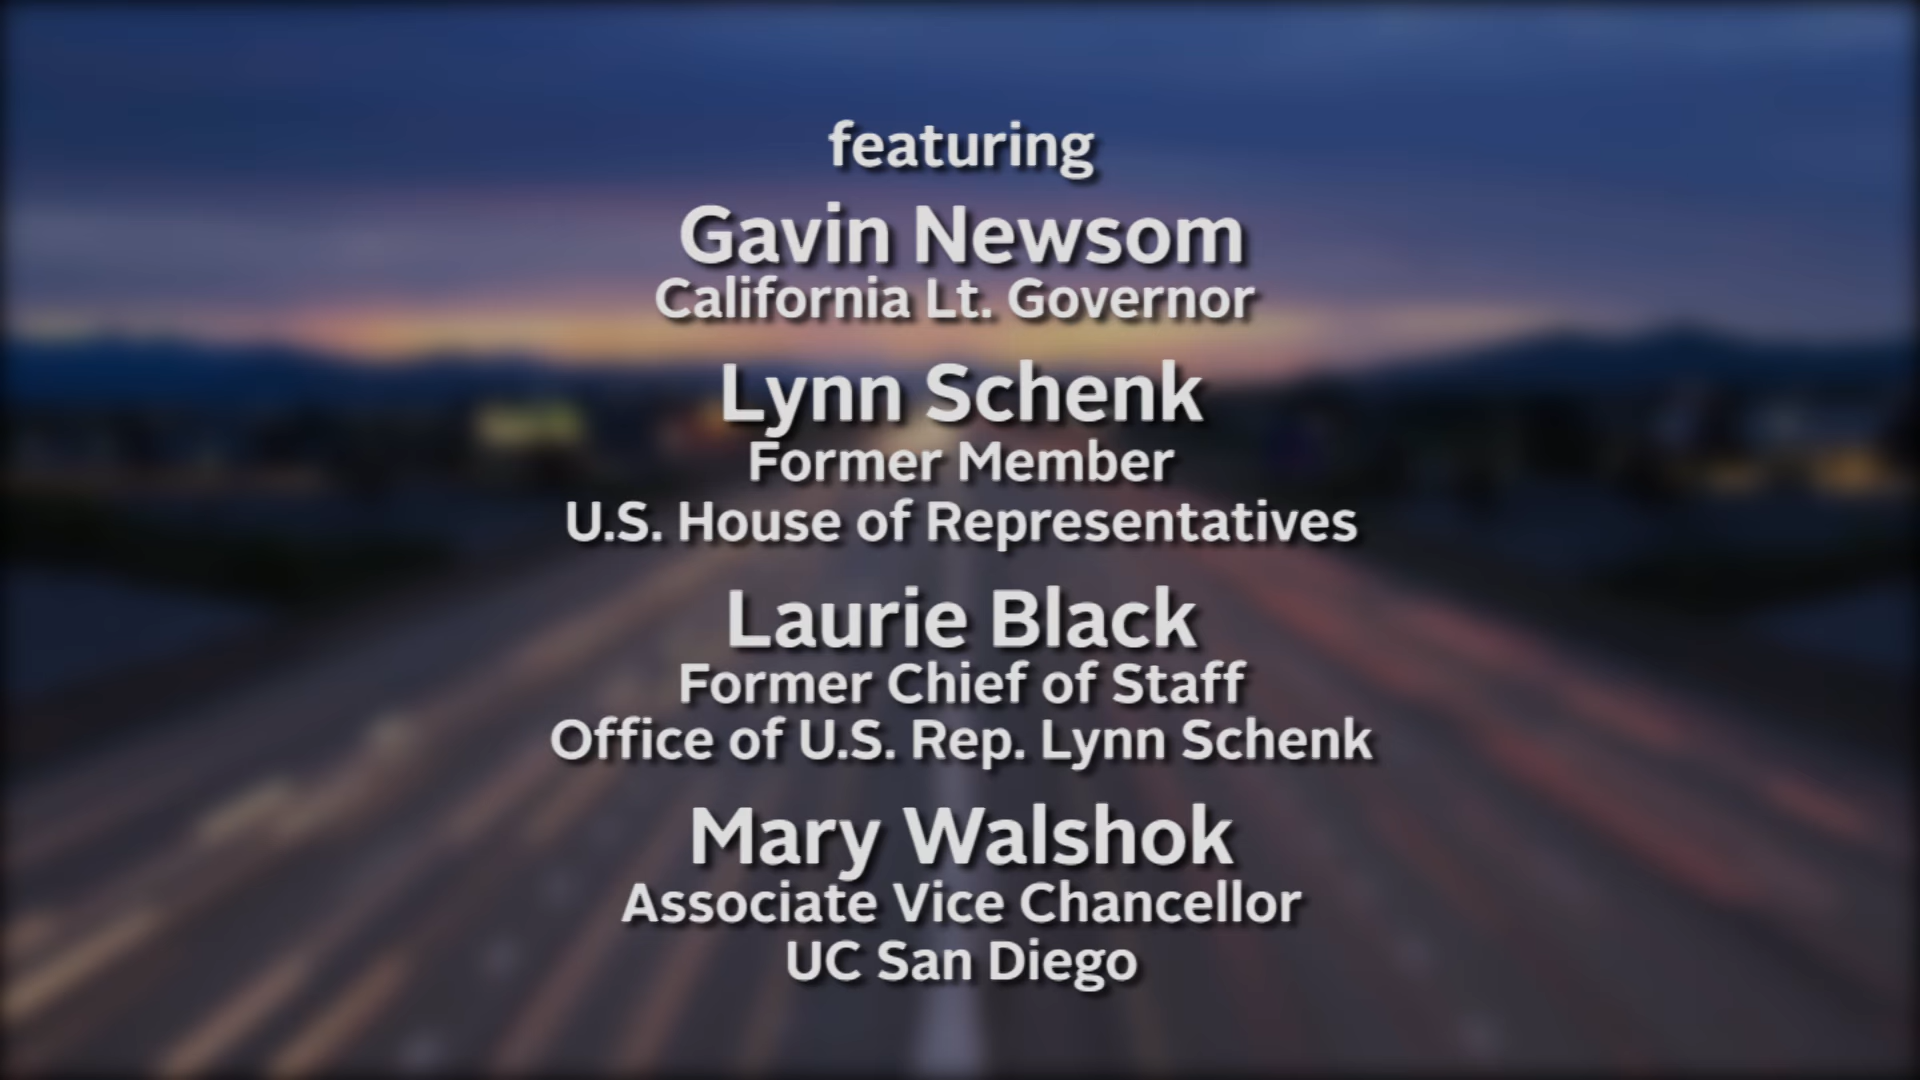 featuring
Gavin Newsom
California Lt. Governor
Lynn Schenk
Former Member
U.S. House of Representatives
Laurie Black
Former Chief of Staff
Office of U.S. Rep. Lynn Schenk
Mary Walshok
Associate Vice Chancellor
UC San Diego